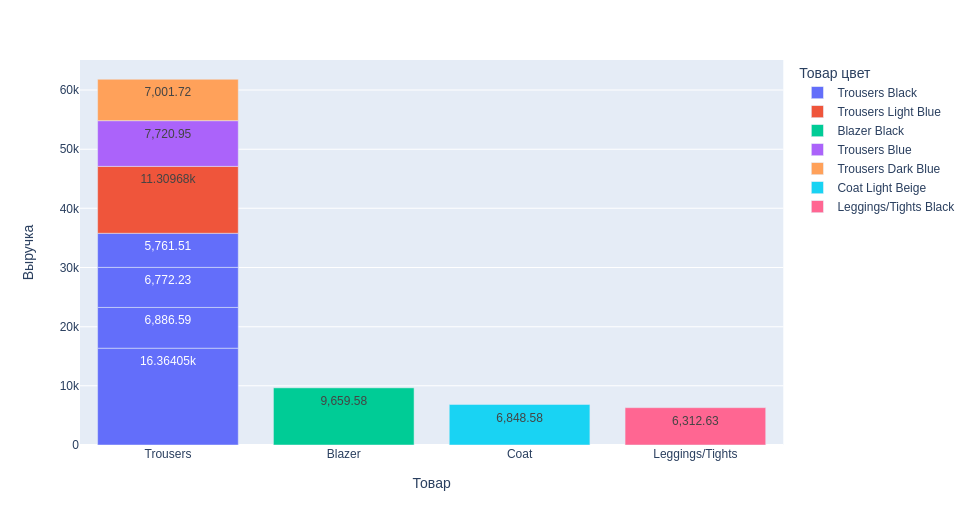 Товар цвет
Trousers Black
Trousers Light Blue
Blazer Black
Trousers Blue
Trousers Dark Blue
Coat Light Beige
Leggings/Tights Black
Выручка
60k
50k
40k
30k
20k
10k
0
7,001.72
7,720.95
11.30968k
5,761.51
6,772.23
6,886.59
16.36405k
9,659.58
6,848.58
6,312.63
Trousers
Blazer
Coat
Leggings/Tights
Товар